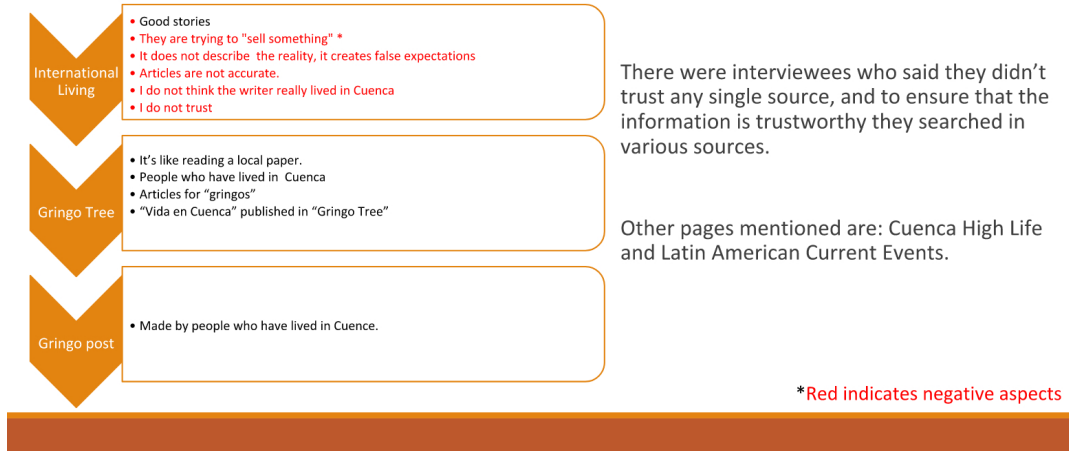 International
Living
• Good stories
• They are trying to "sell something" *
• It does not describe  the reality, it creates false expectations
• Articles are not accurate.
• I do not think the writer really lived in Cuenca
• I do not trust
Gringo Tree
• It’s like reading a local paper.
• People who have lived in  Cuenca
• Articles for “gringos”
• “Vida en Cuenca” published in “Gringo Tree”
Gringo post
• Made by people who have lived in Cuence.
There were interviewees who said they didn’t
trust any single source, and to ensure that the
information is trustworthy they searched in
various sources.
Other pages mentioned are: Cuenca High Life
and Latin American Current Events.
*Red indicates negative aspects